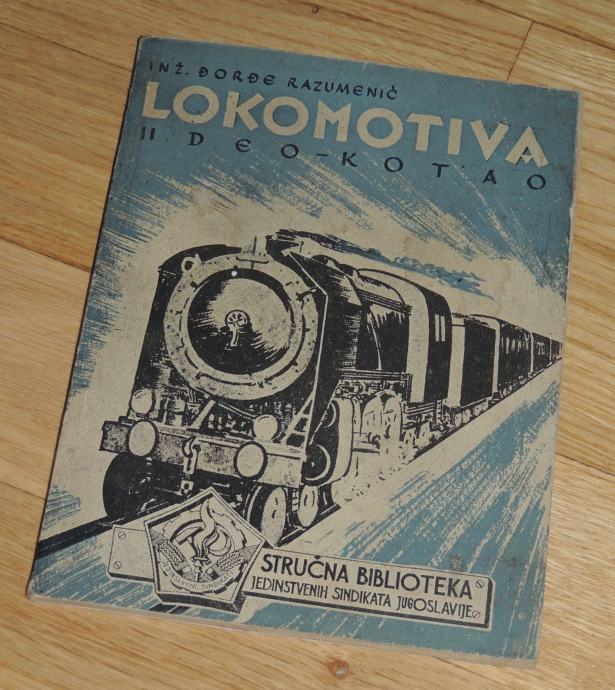 INŽ. ĐORĐE RAZUMENIĆ
LOKOMOTIVA
II DEO-KOTAO
STRUČNA BIBLIOTEKA
JEDINSTVENIH SINDIKATA JUGOSLAVIJE